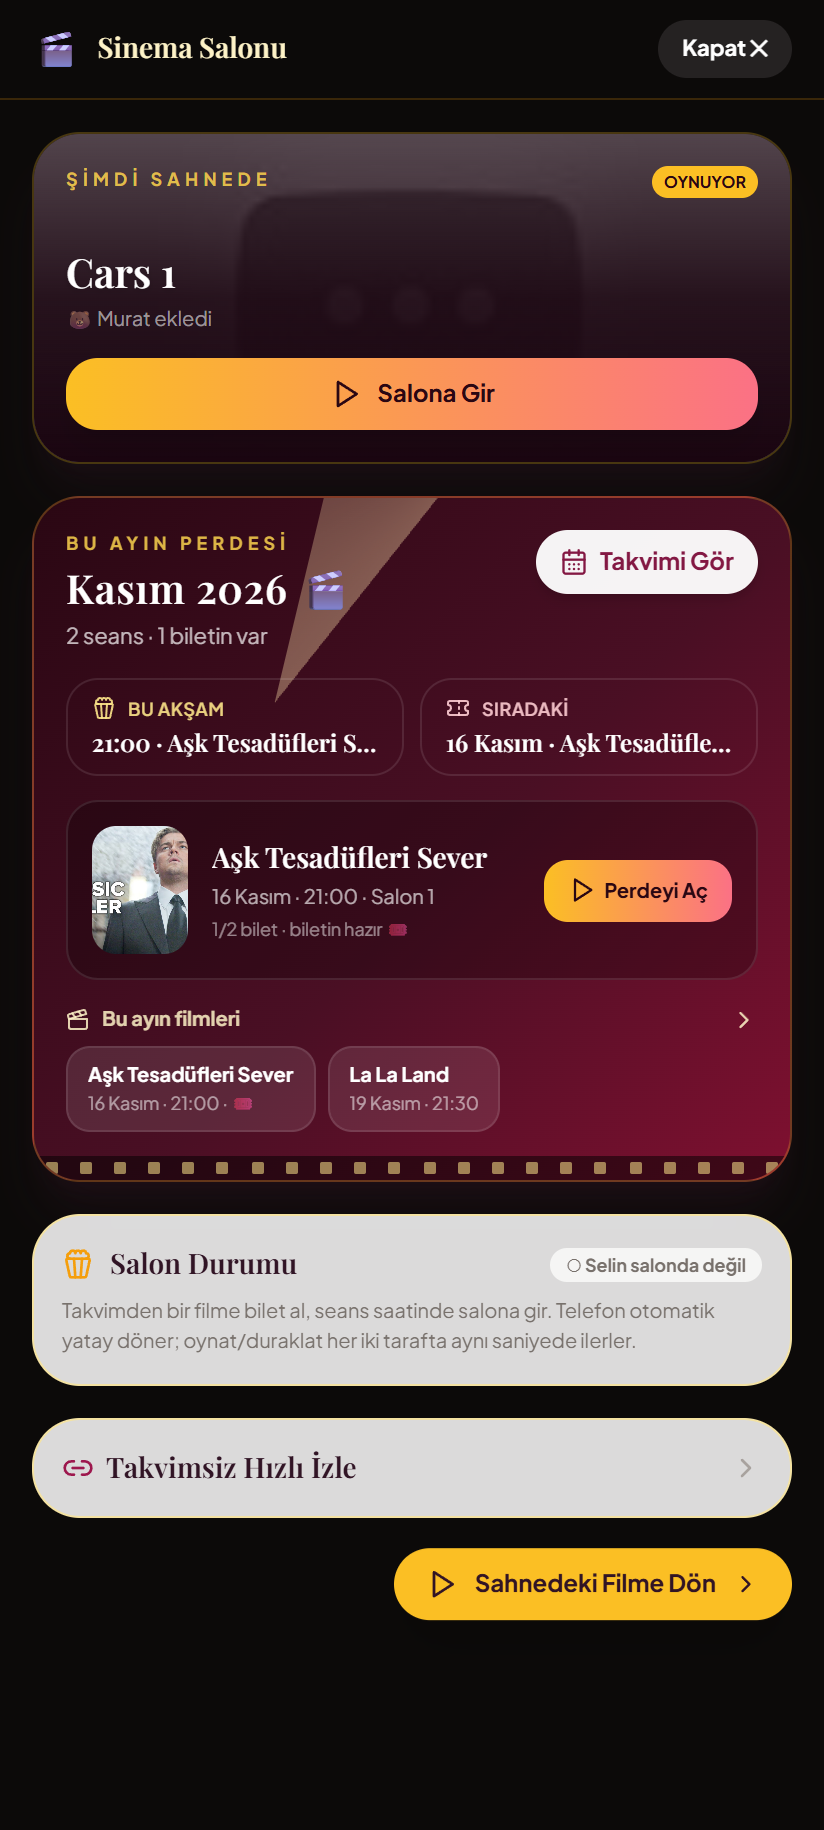 Sinema Salonu
Kapat
ŞİMDİ SAHNEDE
OYNUYOR
Cars 1
Murat ekledi
Salona Gir
BU AYIN PERDESİ
Kasım 2026
2 seans · 1 biletin var
Takvimi Gör
BU AKŞAM
21:00 · Aşk Tesadüfleri S...
SIRADAKİ
16 Kasım · Aşk Tesadüfle...
SIC
LER
Aşk Tesadüfleri Sever
16 Kasım · 21:00 · Salon 1
1/2 bilet · biletin hazır
Perdeyi Aç
Bu ayın filmleri
Aşk Tesadüfleri Sever
16 Kasım · 21:00 ·
La La Land
19 Kasım · 21:30
Salon Durumu
Selin salonda değil
Takvimden bir filme bilet al, seans saatinde salona gir. Telefon otomatik
yatay döner; oynat/duraklat her iki tarafta aynı saniyede ilerler.
Takvimsiz Hızlı İzle
Sahnedeki Filme Dön